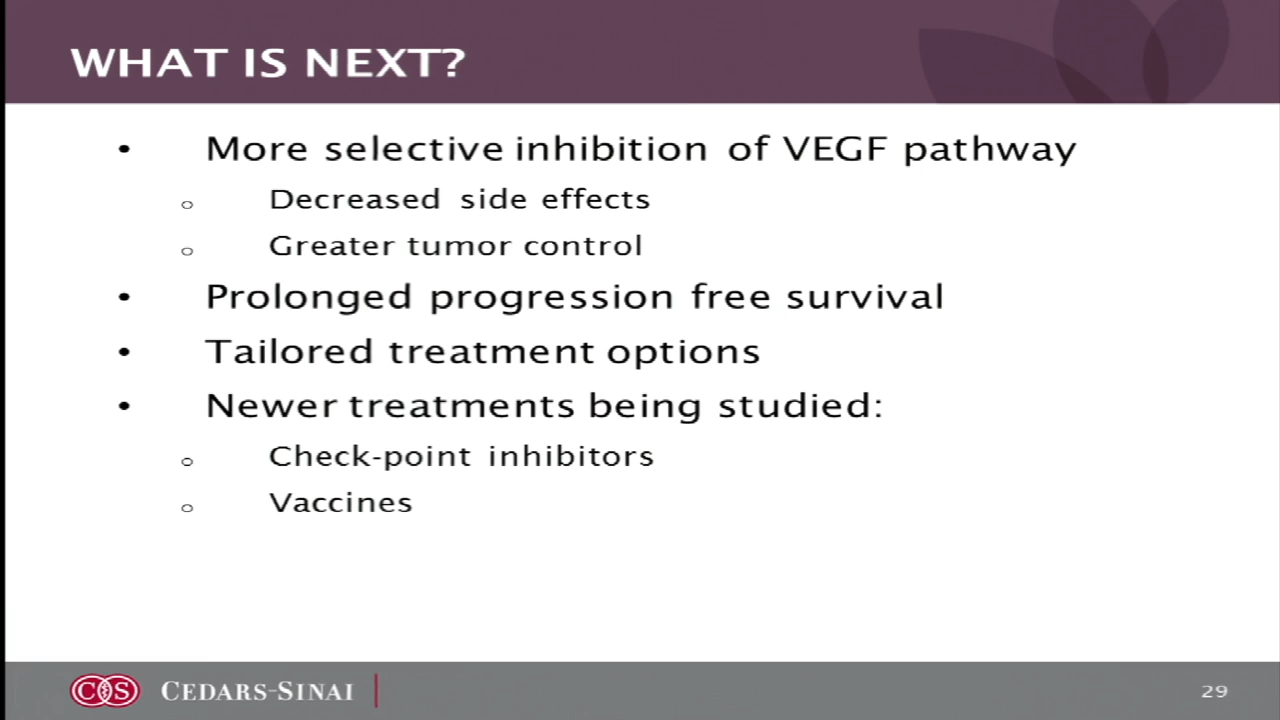 WHAT IS NEXT?
• More selective inhibition of VEGF pathway
o Decreased side effects
o Greater tumor control
• Prolonged progression free survival
• Tailored treatment options
• Newer treatments being studied:
o Check-point inhibitors
o Vaccines
CS CEDARS-SINAI
29